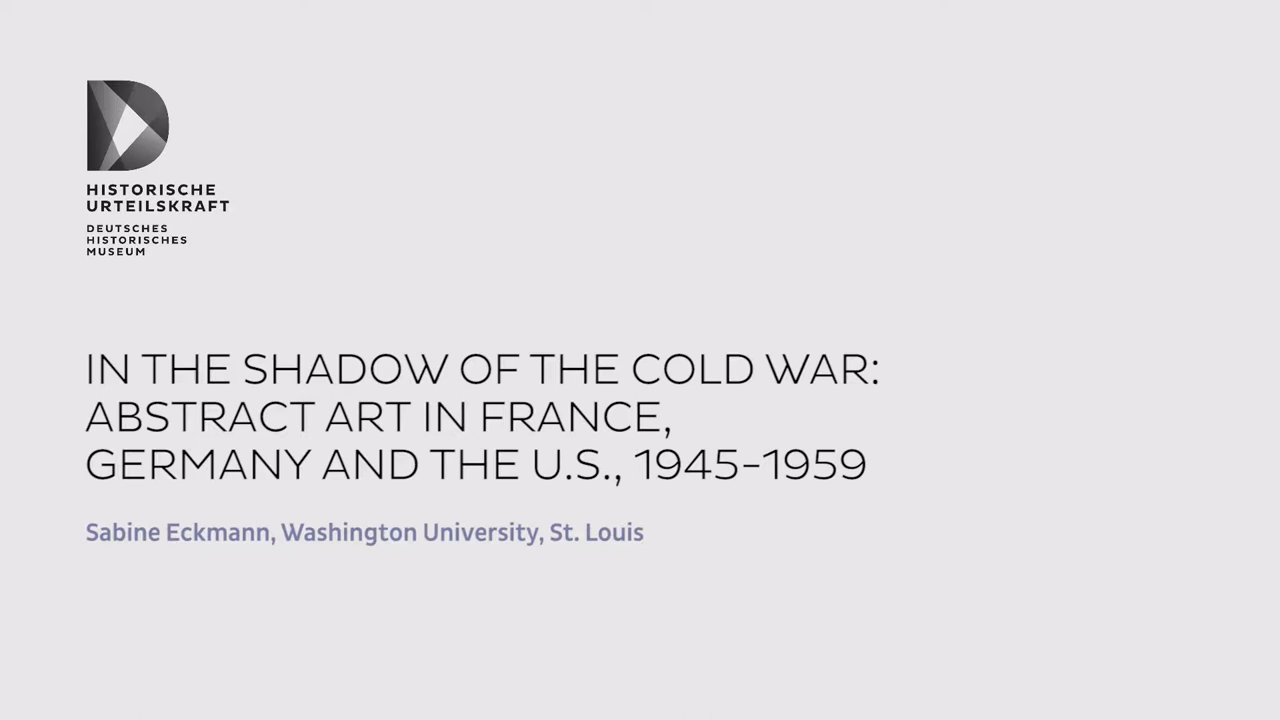 HISTORISCHE
URTEILSKRAFT
DEUTSCHES
HISTORISCHES
MUSEUM
IN THE SHADOW OF THE COLD WAR:
ABSTRACT ART IN FRANCE,
GERMANY AND THE U.S., 1945-1959
Sabine Eckmann, Washington University, St. Louis